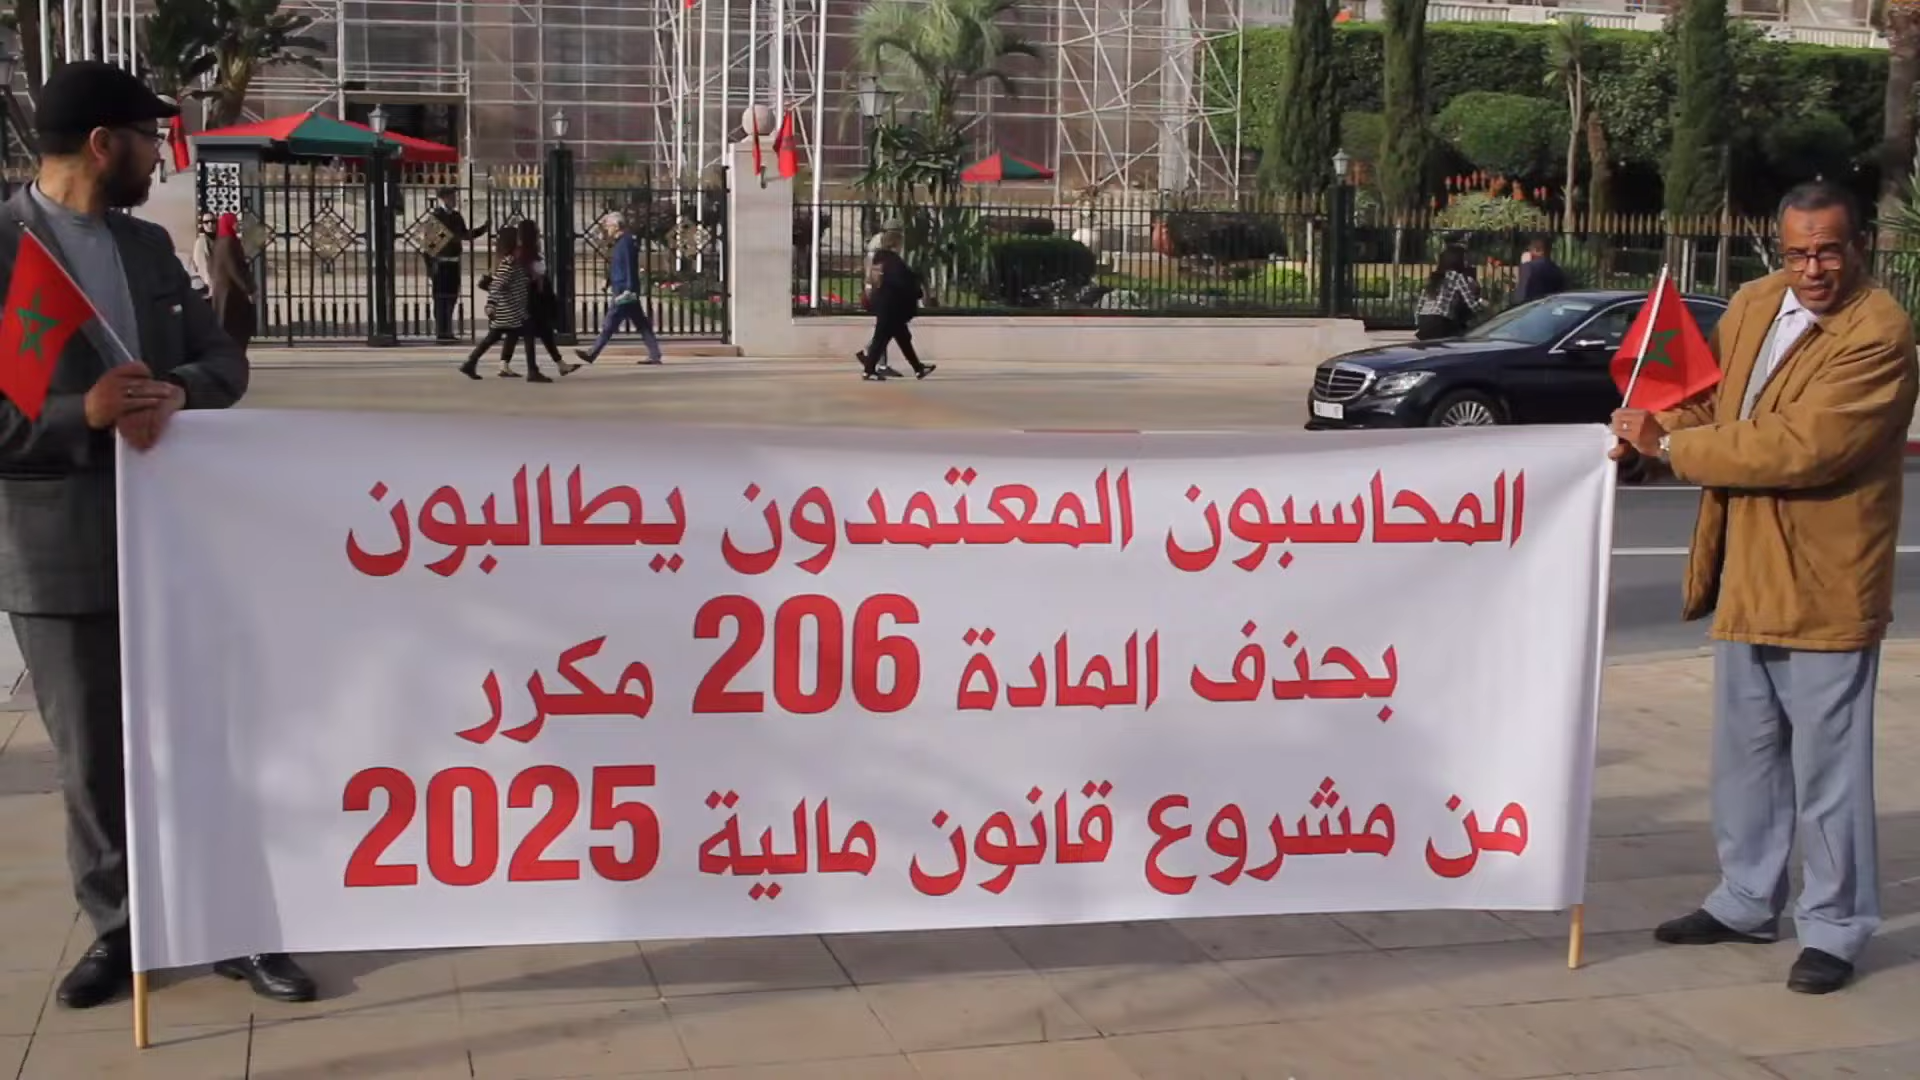 المحاسبون المعتمدون يطالبون
بحذف المادة 206 مكرر
من مشروع قانون مالية 2025